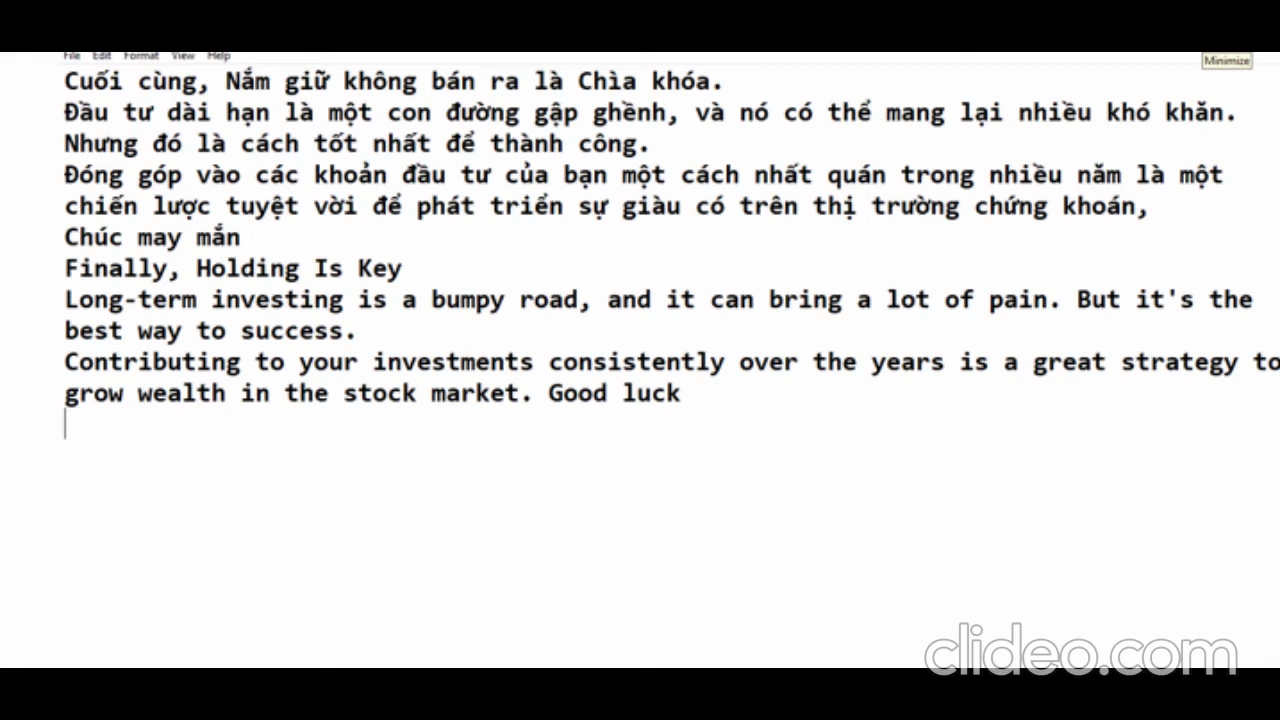 File Edit Format View Help
Minimize
Cuối cùng, Nắm giữ không bán ra là Chìa khóa.
Đầu tư dài hạn là một con đường gập ghềnh, và nó có thể mang lại nhiều khó khăn.
Nhưng đó là cách tốt nhất để thành công.
Đóng góp vào các khoản đầu tư của bạn một cách nhất quán trong nhiều năm là một
chiến lược tuyệt vời để phát triển sự giàu có trên thị trường chứng khoán,
Chúc may mắn
Finally, Holding Is Key
Long-term investing is a bumpy road, and it can bring a lot of pain. But it's the
best way to success.
Contributing to your investments consistently over the years is a great strategy to
grow wealth in the stock market. Good luck
clideo.com